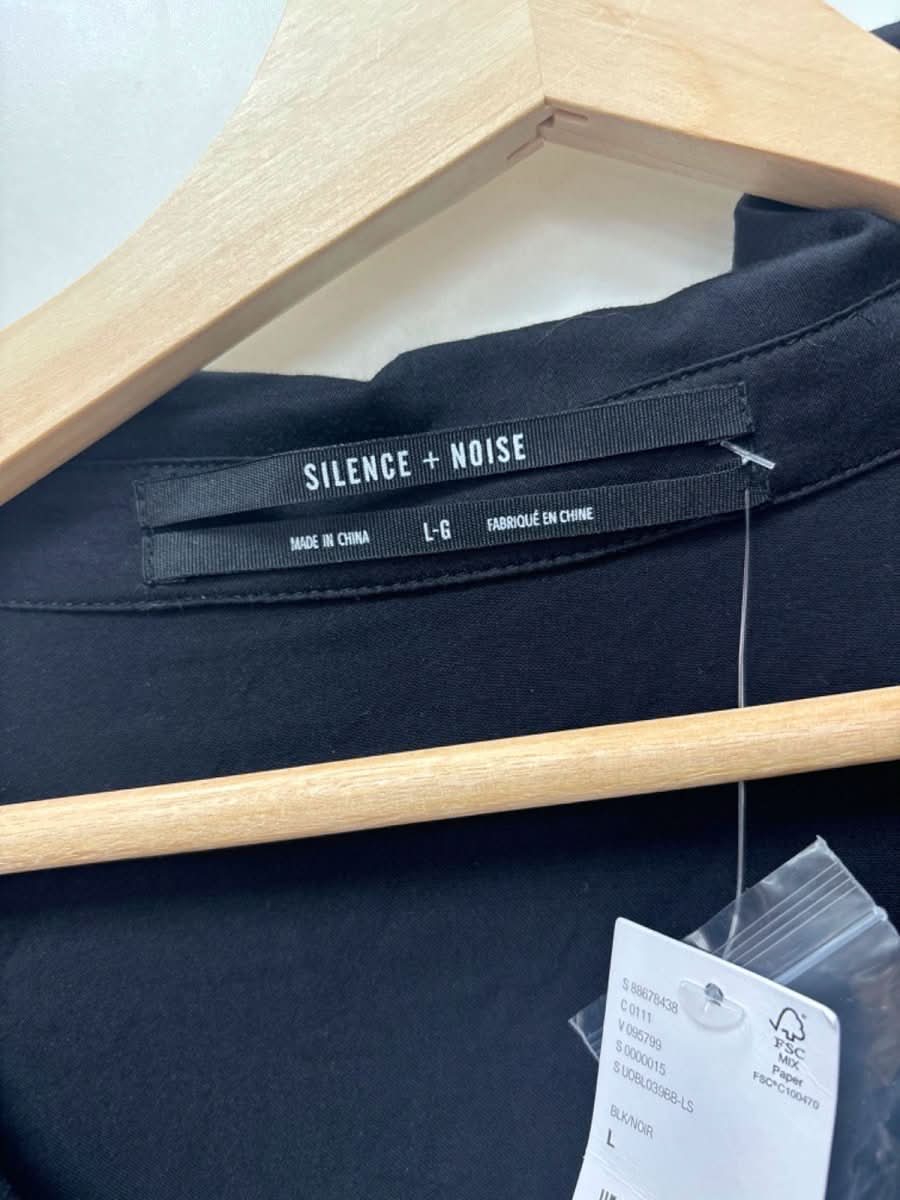 SILENCE + NOISE
MADE IN CHINA L-G FABRIQUÉ EN CHINE
S 88678438
C 0111
V 095799
S 0000015
S UOBL039BB-LS
BLK/NOIR
L
FSC
MIX
Paper
FSC® C100470